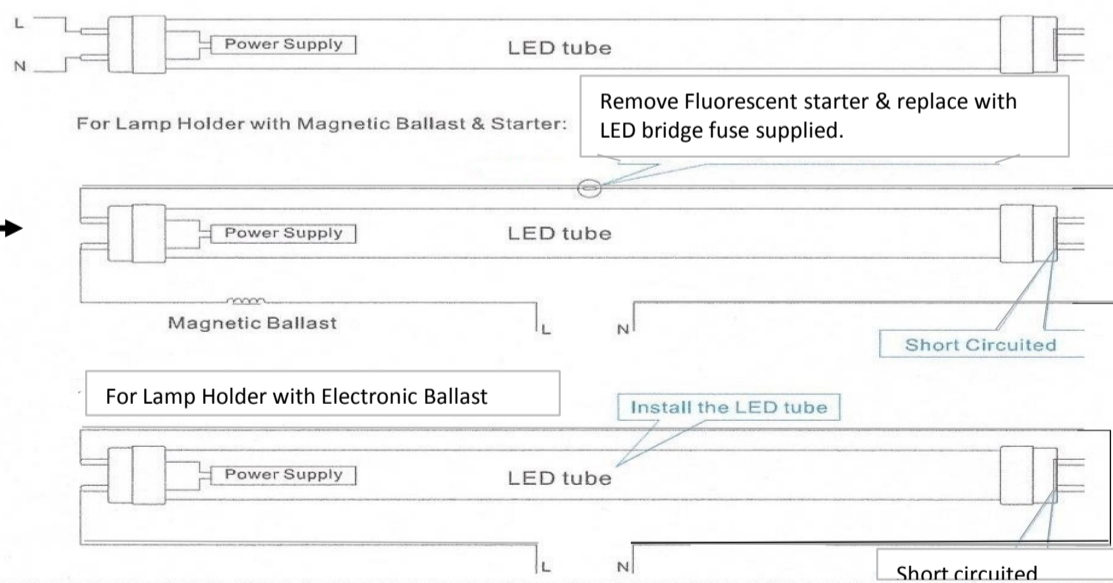 L
Power Supply
LED tube
N
Remove Fluorescent starter & replace with
LED bridge fuse supplied.
For Lamp Holder with Magnetic Ballast & Starter:
Power Supply
LED tube
Magnetic Ballast
L
N
Short Circuited
For Lamp Holder with Electronic Ballast
Install the LED tube
Power Supply
LED tube
L
N
Short circuited